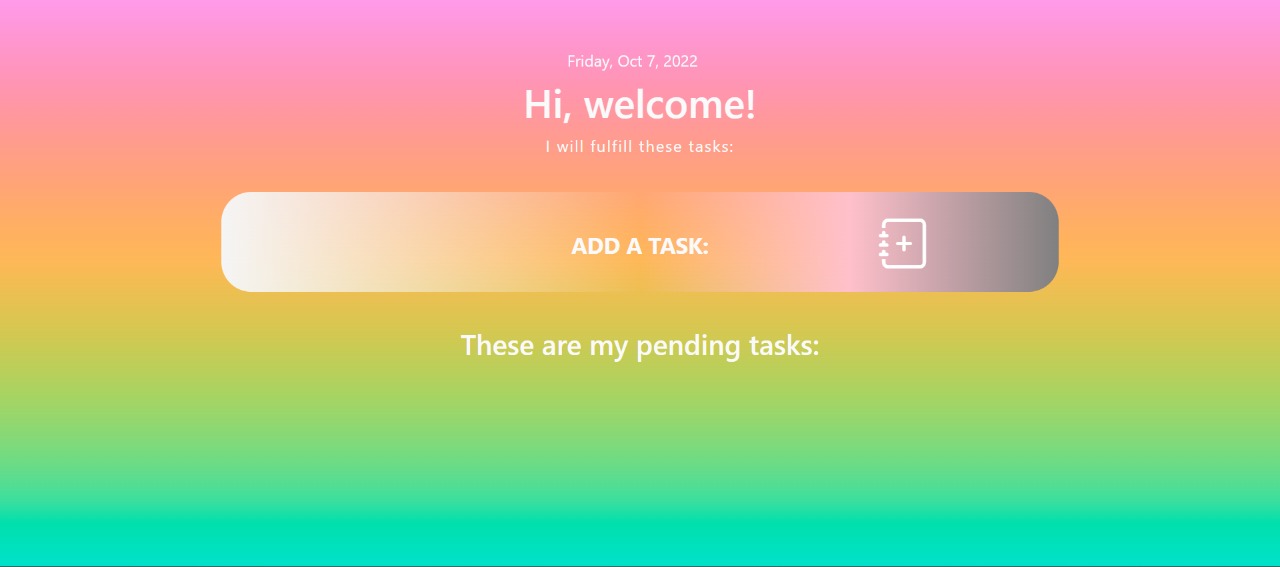 Friday, Oct 7, 2022
Hi, welcome!
I will fulfill these tasks:
ADD A TASK:
These are my pending tasks: